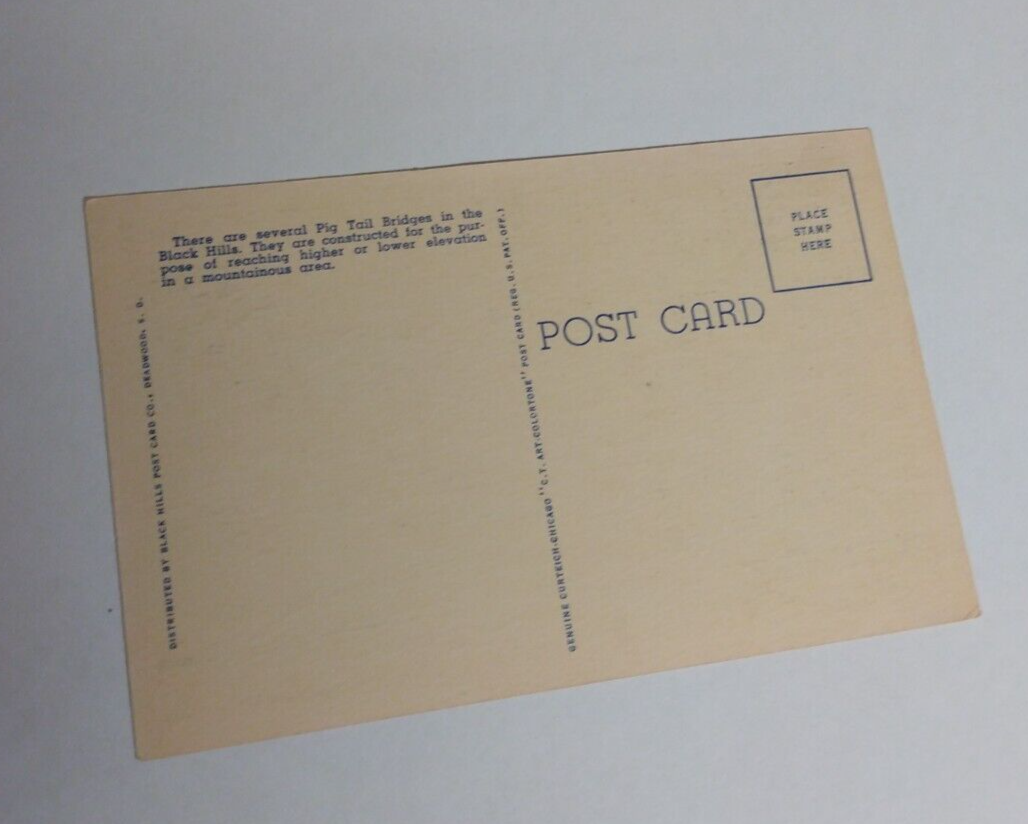 There are several Pig Tail Bridges in the
Black Hills. They are constructed for the pur-
pose of reaching higher or lower elevation
in a mountainous area.
DISTRIBUTED BY BLACK HILLS POST CARD CO., DEADWOOD, S. D.
GENUINE CURTEICH-CHICAGO "C.T. ART-COLORTONE" POST CARD (REG. U.S. PAT. OFF.)
POST CARD
PLACE
STAMP
HERE